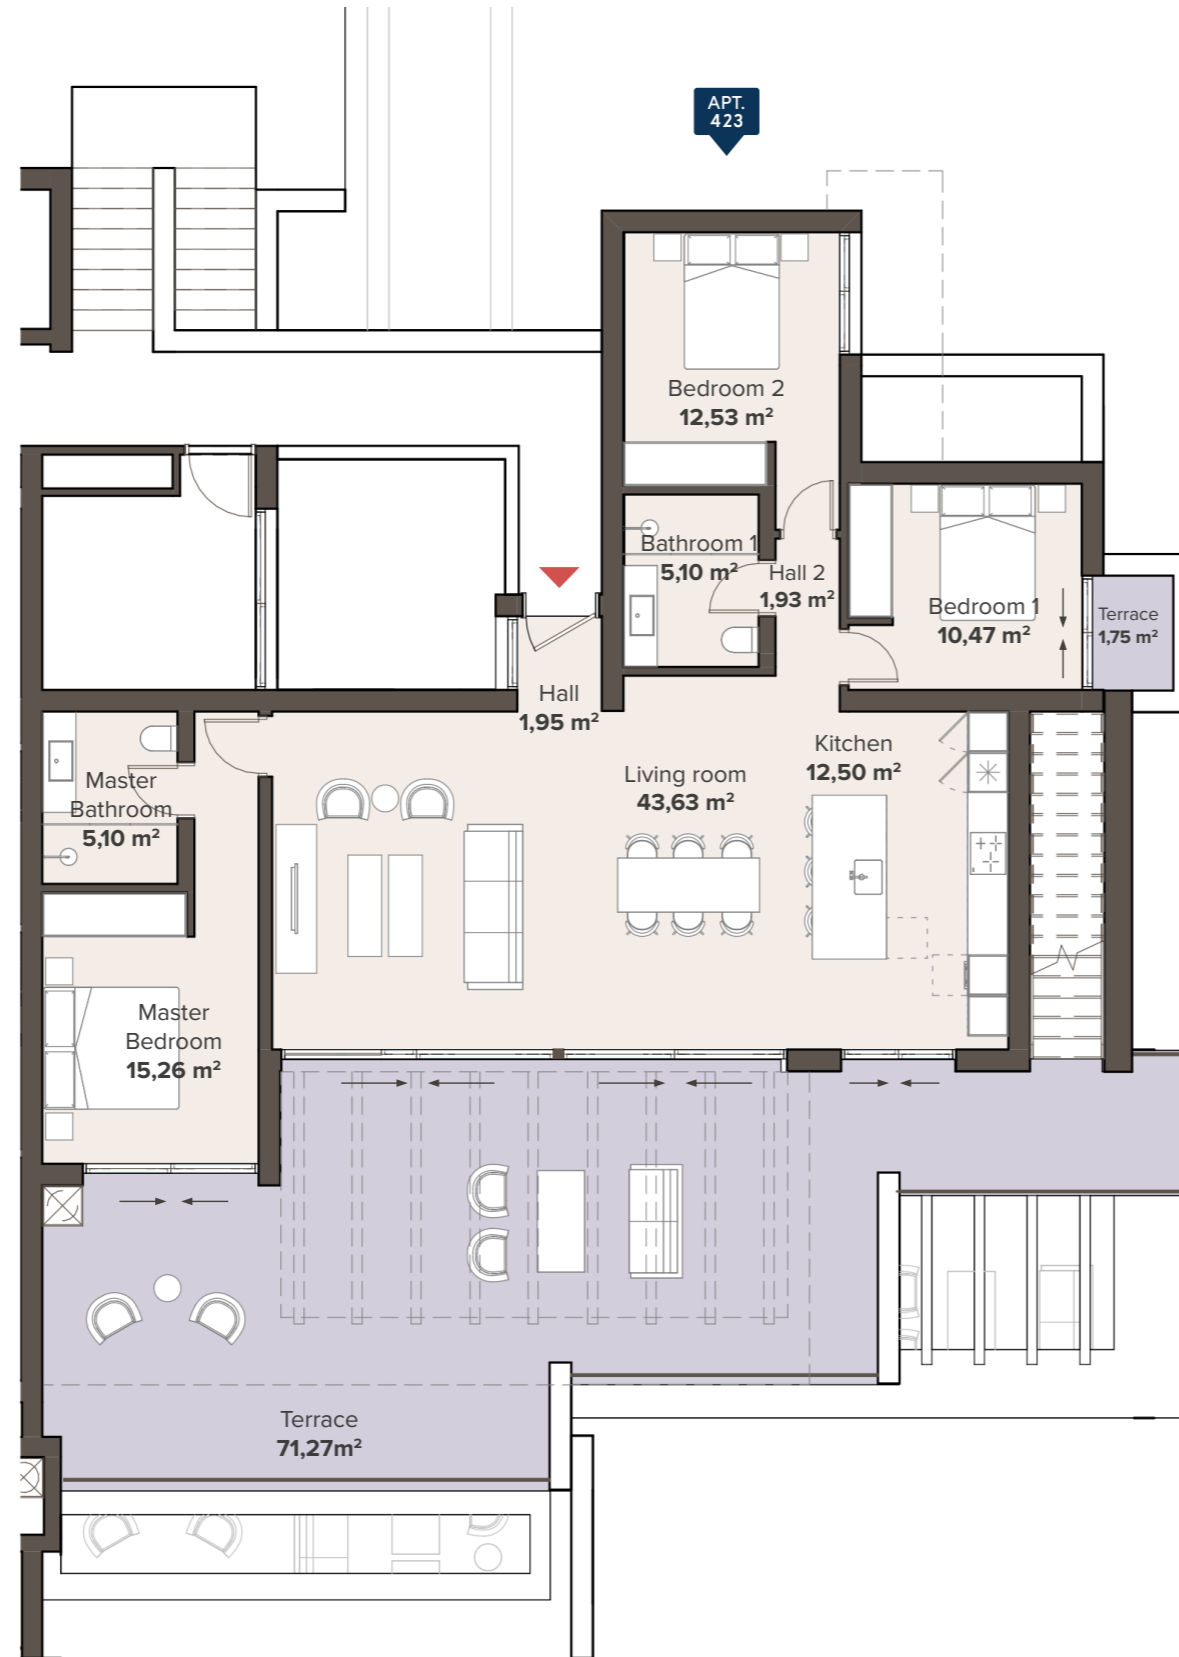 APT.
423
Bedroom 2
12,53 m²
Bathroom 1
5,10 m²
Hall 2
1,93 m²
Bedroom 1
10,47 m²
Terrace
1,75 m²
Hall
1,95 m²
Living room
43,63 m²
Kitchen
12,50 m²
Master
Bathroom
5,10 m²
Master
Bedroom
15,26 m²
Terrace
71,27m²